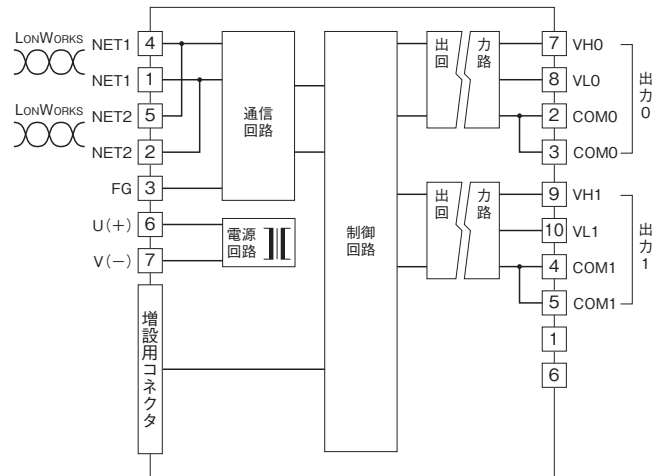 LONWORKS
NET1 4
NET1 1
LONWORKS
NET2 5
NET2 2
FG 3
U(+) 6
V(−) 7
増設用コネクタ
通信
回路
電源
回路
制御
回路
出 力
回 路
7 VH0
8 VL0
2 COM0
3 COM0
出力0
出 力
回 路
9 VH1
10 VL1
4 COM1
5 COM1
出力1
1
6